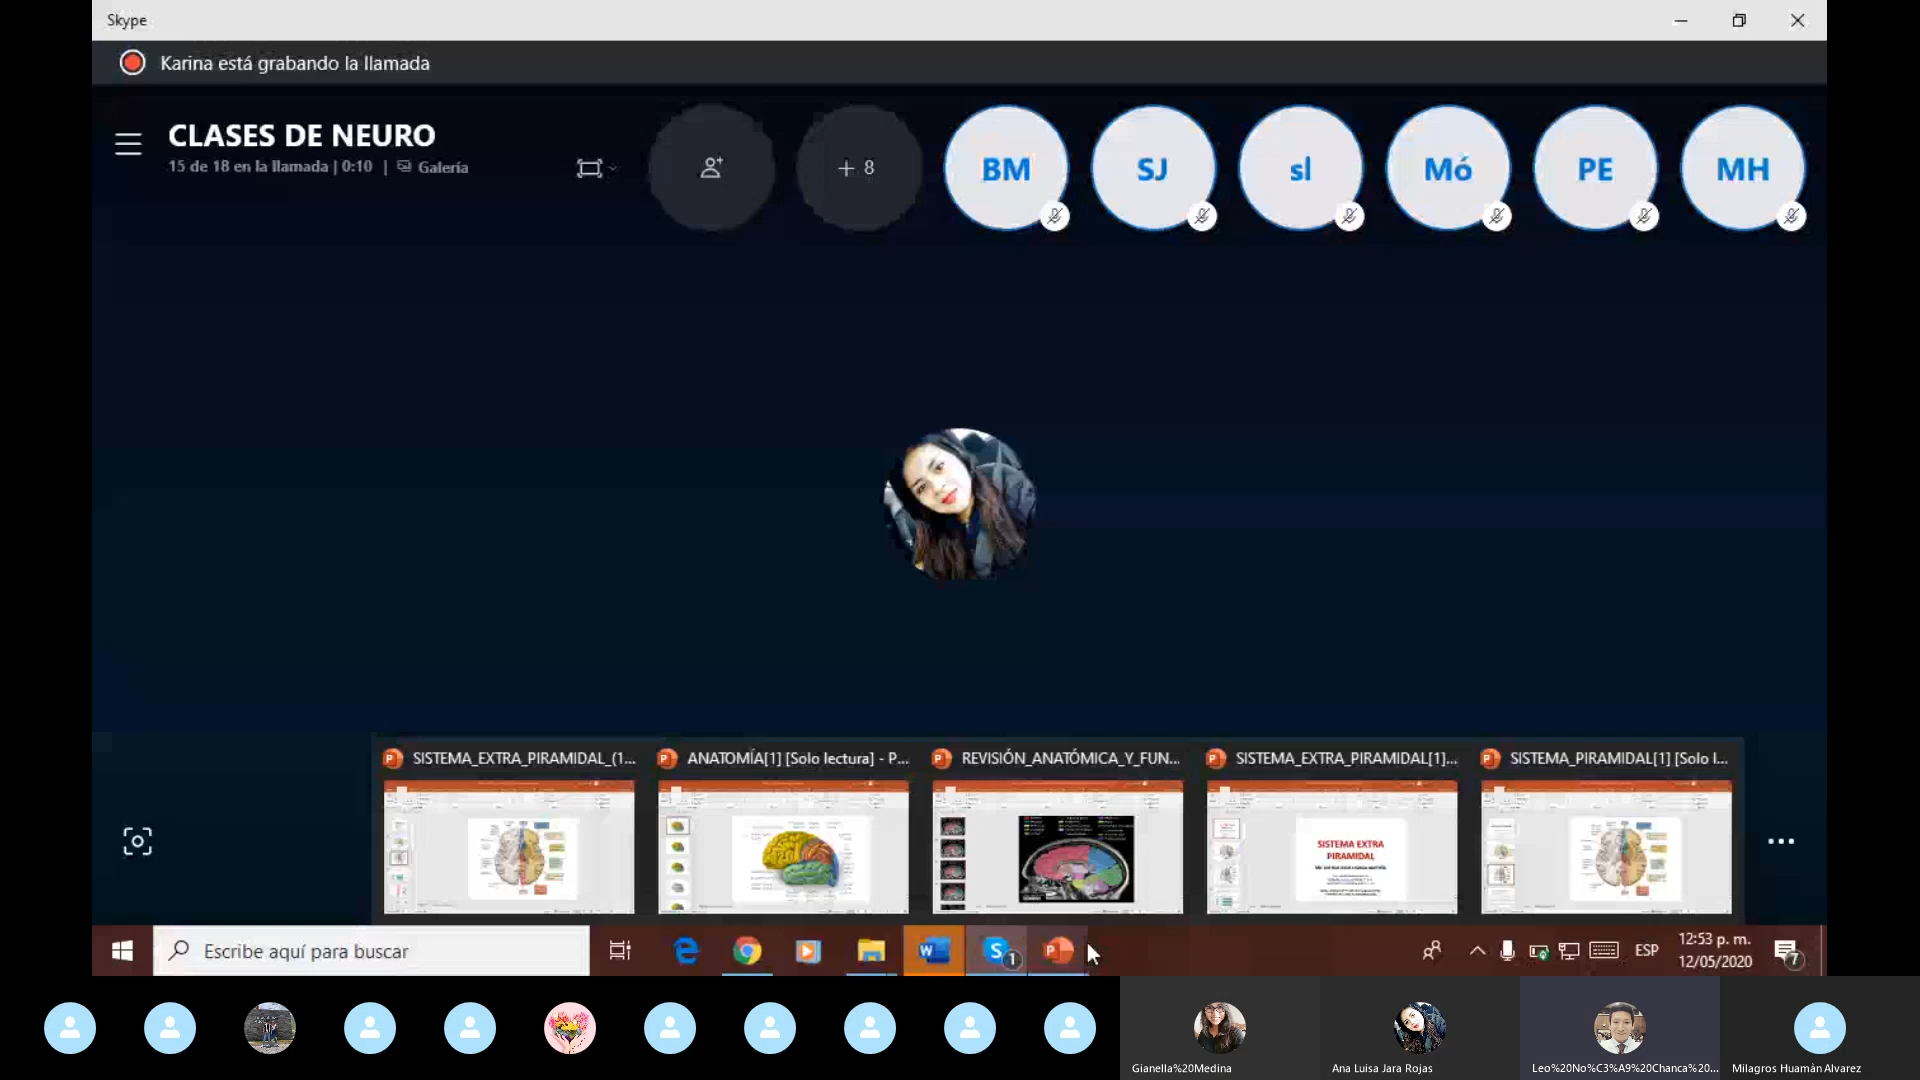 Skype
Karina está grabando la llamada
CLASES DE NEURO
15 de 18 en la llamada | 0:10 | Galería
+ 8
BM
SJ
sl
Mó
PE
MH
SISTEMA_EXTRA_PIRAMIDAL_(1...
ANATOMÍA[1] [Solo lectura] - P...
REVISIÓN_ANATÓMICA_Y_FUN...
SISTEMA_EXTRA_PIRAMIDAL[1]...
SISTEMA_PIRAMIDAL[1] [Solo l...
SISTEMA EXTRA
PIRAMIDAL
Escribe aquí para buscar
1
ESP
12:53 p. m.
12/05/2020
7
Gianella%20Medina
Ana Luisa Jara Rojas
Leo%20No%C3%A9%20Chanca%20...
Milagros Huamàn Alvarez